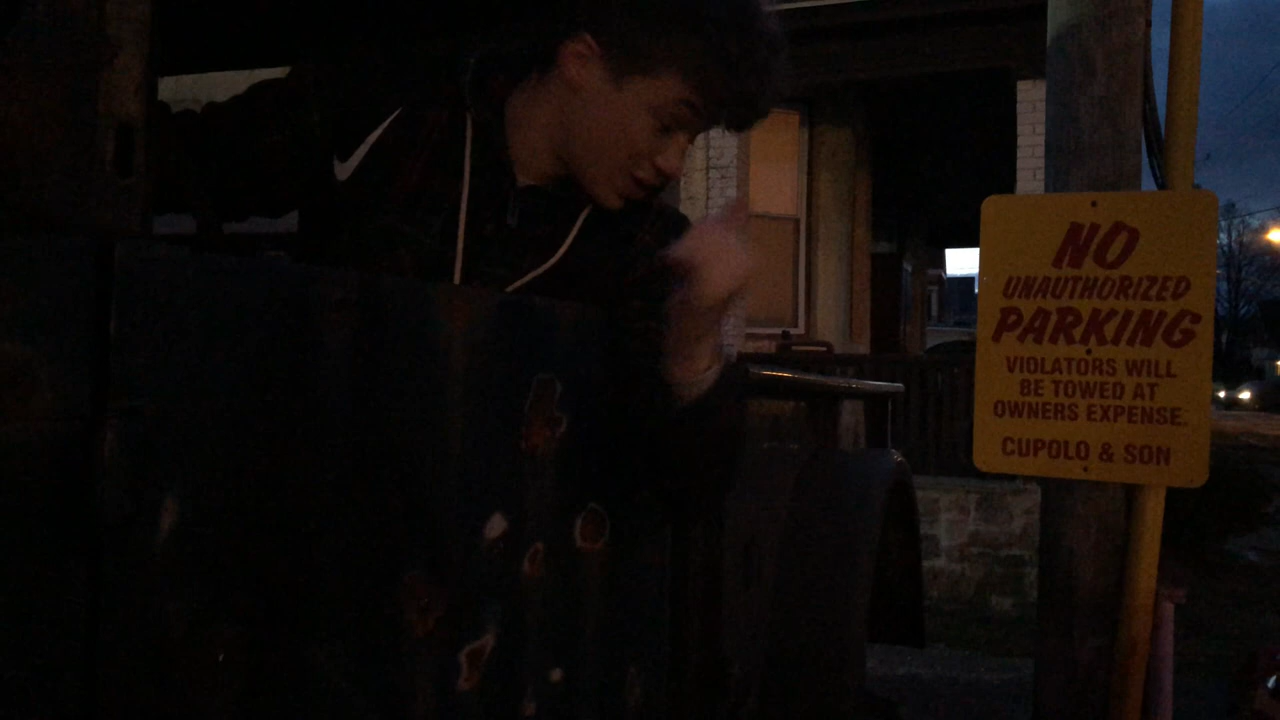 NO
UNAUTHORIZED
PARKING
VIOLATORS WILL
BE TOWED AT
OWNERS EXPENSE.
CUPOLO & SON